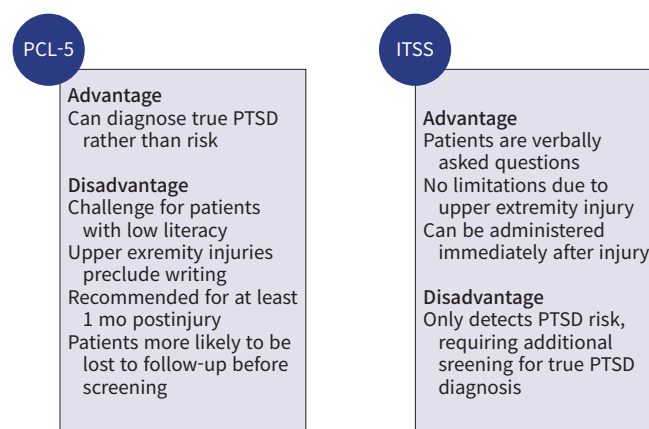 PCL-5
Advantage
Can diagnose true PTSD
rather than risk
Disadvantage
Challenge for patients
with low literacy
Upper exremity injuries
preclude writing
Recommended for at least
1 mo postinjury
Patients more likely to be
lost to follow-up before
screening
ITSS
Advantage
Patients are verbally
asked questions
No limitations due to
upper extremity injury
Can be administered
immediately after injury
Disadvantage
Only detects PTSD risk,
requiring additional
sreening for true PTSD
diagnosis